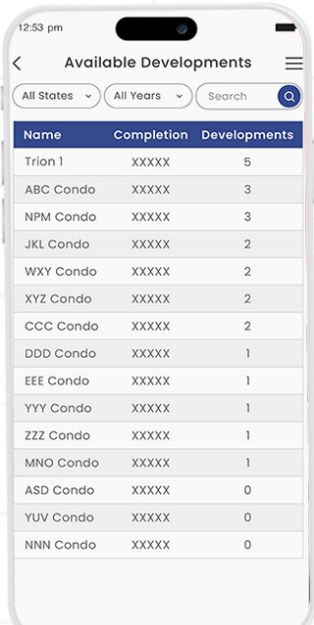 12:53 pm
Available Developments
All States All Years Search
Name Completion Developments
Trion 1 XXXXX 5
ABC Condo XXXXX 3
NPM Condo XXXXX 3
JKL Condo XXXXX 2
WXY Condo XXXXX 2
XYZ Condo XXXXX 2
CCC Condo XXXXX 2
DDD Condo XXXXX 1
EEE Condo XXXXX 1
YYY Condo XXXXX 1
ZZZ Condo XXXXX 1
MNO Condo XXXXX 1
ASD Condo XXXXX 0
YUV Condo XXXXX 0
NNN Condo XXXXX 0